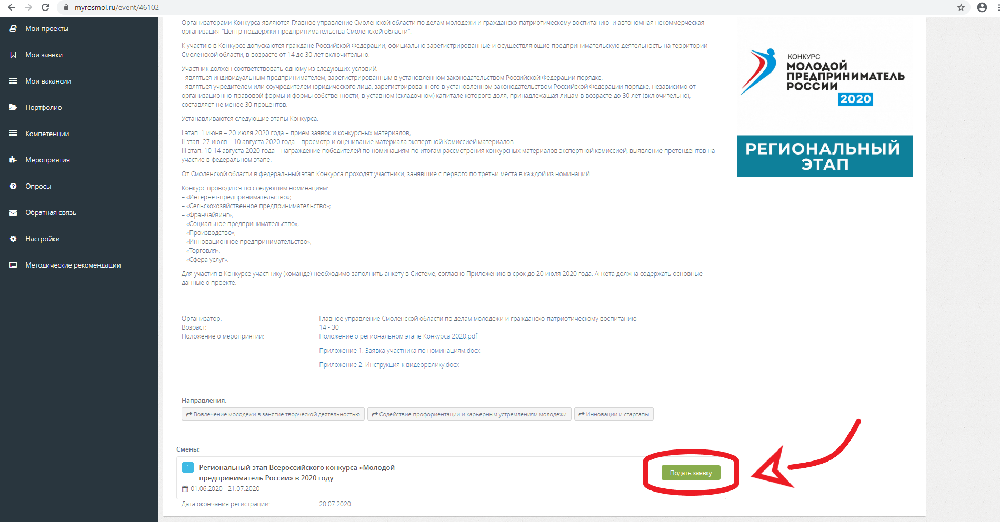 myrosmol.ru/event/46102
Мои проекты
Мои заявки
Мои вакансии
Портфолио
Компетенции
Мероприятия
Опросы
Обратная связь
Настройки
Методические рекомендации
Организаторами Конкурса являются Главное управление Смоленской области по делам молодежи и гражданско-патриотическому воспитанию и автономная некоммерческая
организация "Центр поддержки предпринимательства Смоленской области".
К участию в Конкурсе допускаются граждане Российской Федерации, официально зарегистрированные и осуществляющие предпринимательскую деятельность на территории
Смоленской области, в возрасте от 14 до 30 лет включительно.
Участник должен соответствовать одному из следующих условий:
- являться индивидуальным предпринимателем, зарегистрированным в установленном законодательством Российской Федерации порядке;
- являться учредителем или соучредителем юридического лица, зарегистрированного в установленном законодательством Российской Федерации порядке, независимо от
организационно-правовой формы и формы собственности, в уставном (складочном) капитале которого доля, принадлежащая лицам в возрасте до 30 лет (включительно),
составляет не менее 30 процентов.
Устанавливаются следующие этапы Конкурса:
I этап: 1 июня – 20 июля 2020 года – прием заявок и конкурсных материалов;
II этап: 27 июля – 10 августа 2020 года – просмотр и оценивание материала экспертной Комиссией материалов.
III этап: 10-14 августа 2020 года – награждение победителей по номинациям по итогам рассмотрения конкурсных материалов экспертной комиссией, выявление претендентов на
участие в федеральном этапе.
От Смоленской области в федеральный этап Конкурса проходят участники, занявшие с первого по третьи места в каждой из номинаций.
Конкурс проводится по следующим номинациям:
– «Интернет-предпринимательство»;
– «Сельскохозяйственное предпринимательство»;
– «Франчайзинг»;
– «Социальное предпринимательство»;
– «Производство»;
– «Инновационное предпринимательство»;
– «Торговля»;
– «Сфера услуг».
Для участия в Конкурсе участнику (команде) необходимо заполнить анкету в Системе, согласно Приложению в срок до 20 июля 2020 года. Анкета должна содержать основные
данные о проекте.
Организатор: Главное управление Смоленской области по делам молодежи и гражданско-патриотическому воспитанию
Возраст: 14 - 30
Положение о мероприятии: Положение о региональном этапе Конкурса 2020.pdf
Приложение 1. Заявка участника по номинациям.docx
Приложение 2. Инструкция к видеоролику.docx
Направления:
Вовлечение молодежи в занятие творческой деятельностью Содействие профориентации и карьерным устремлениям молодежи Инновации и стартапы
Смены:
1 Региональный этап Всероссийского конкурса «Молодой
предприниматель России» в 2020 году
01.06.2020 - 21.07.2020
Подать заявку
Дата окончания регистрации: 20.07.2020
КОНКУРС
МОЛОДОЙ
ПРЕДПРИНИМАТЕЛЬ
РОССИИ
2020
РЕГИОНАЛЬНЫЙ
ЭТАП